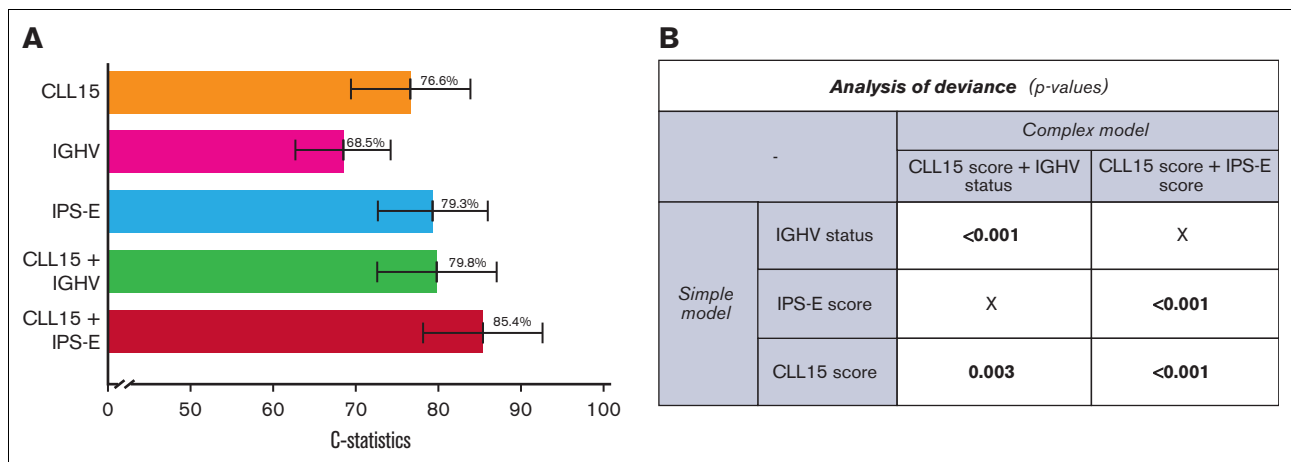 A
CLL15
76.6%
IGHV
68.5%
IPS-E
79.3%
CLL15 +
IGHV
79.8%
CLL15 +
IPS-E
85.4%
0 50 60 70 80 90 100
C-statistics
B
Analysis of deviance (p-values)
-
Complex model
CLL15 score + IGHV
status
CLL15 score + IPS-E
score
Simple
model
IGHV status
<0.001
X
IPS-E score
X
<0.001
CLL15 score
0.003
<0.001